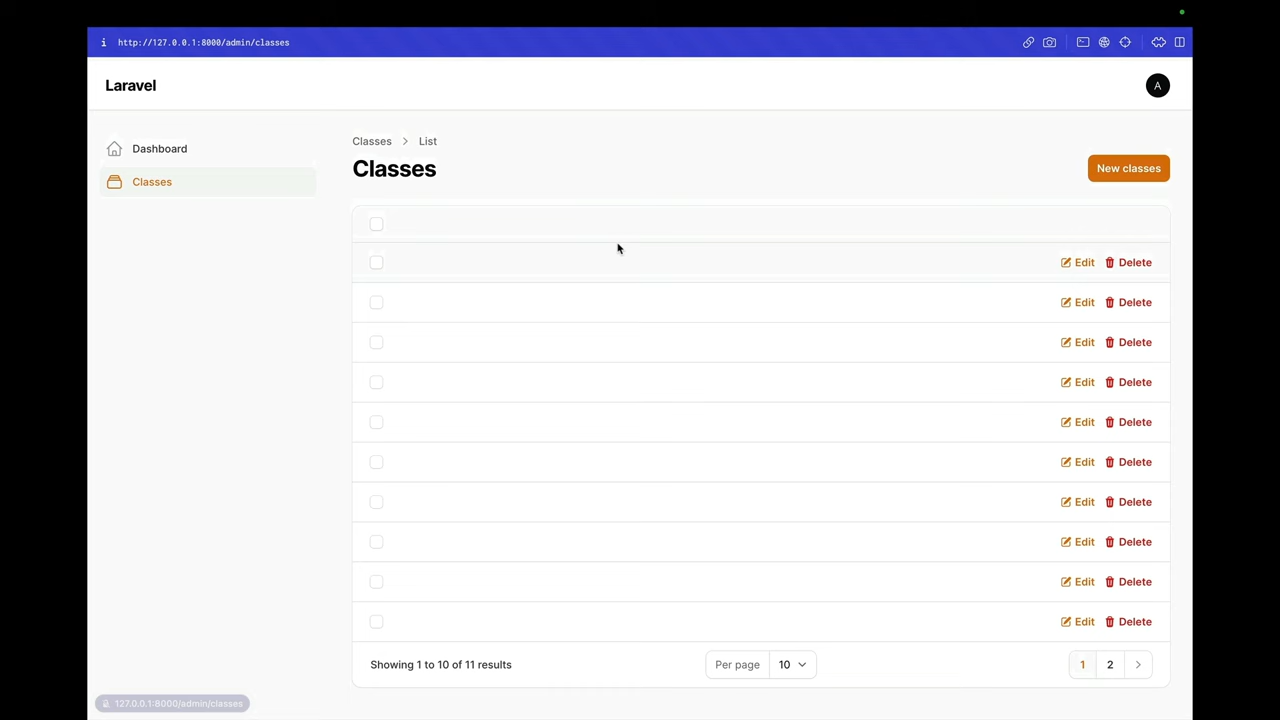 i http://127.0.0.1:8000/admin/classes
Laravel
A
Dashboard
Classes
Classes > List
Classes
New classes
Edit Delete
Edit Delete
Edit Delete
Edit Delete
Edit Delete
Edit Delete
Edit Delete
Edit Delete
Edit Delete
Edit Delete
Showing 1 to 10 of 11 results
Per page 10
1 2
127.0.0.1:8000/admin/classes